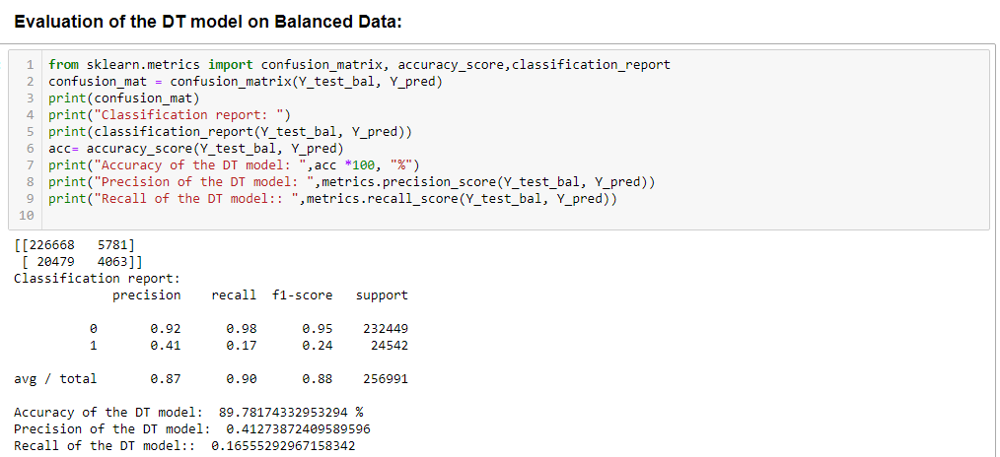 Evaluation of the DT model on Balanced Data:
1 from sklearn.metrics import confusion_matrix, accuracy_score,classification_report
2 confusion_mat = confusion_matrix(Y_test_bal, Y_pred)
3 print(confusion_mat)
4 print("Classification report: ")
5 print(classification_report(Y_test_bal, Y_pred))
6 acc= accuracy_score(Y_test_bal, Y_pred)
7 print("Accuracy of the DT model: ",acc *100, "%")
8 print("Precision of the DT model: ",metrics.precision_score(Y_test_bal, Y_pred))
9 print("Recall of the DT model:: ",metrics.recall_score(Y_test_bal, Y_pred))
10
[[226668   5781]
 [ 20479   4063]]
Classification report:
             precision    recall  f1-score   support
          0       0.92      0.98      0.95    232449
          1       0.41      0.17      0.24     24542
avg / total       0.87      0.90      0.88    256991
Accuracy of the DT model:  89.78174332953294 %
Precision of the DT model:  0.41273872409589596
Recall of the DT model::  0.16555292967158342